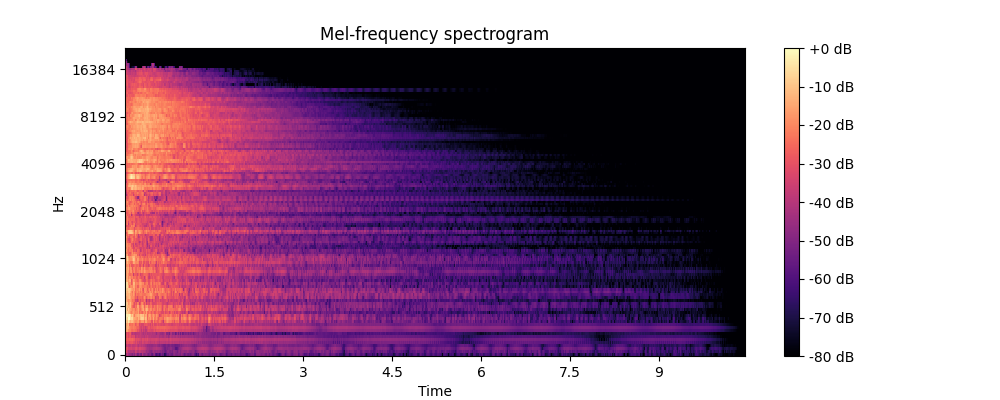 Mel-frequency spectrogram
Hz
16384
8192
4096
2048
1024
512
0
0 1.5 3 4.5 6 7.5 9
Time
+0 dB
-10 dB
-20 dB
-30 dB
-40 dB
-50 dB
-60 dB
-70 dB
-80 dB